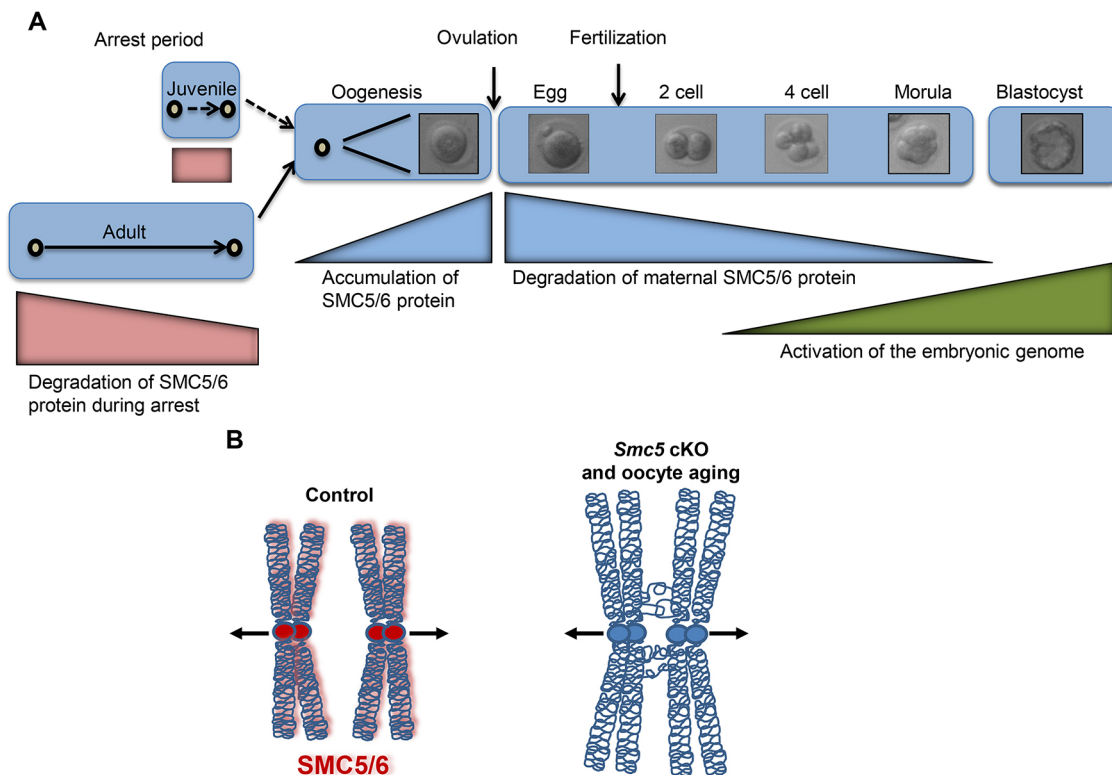 A
Arrest period
Ovulation
Fertilization
Juvenile
Oogenesis
Egg
2 cell
4 cell
Morula
Blastocyst
Adult
Accumulation of
SMC5/6 protein
Degradation of maternal SMC5/6 protein
Activation of the embryonic genome
Degradation of SMC5/6
protein during arrest
B
Control
Smc5 cKO
and oocyte aging
SMC5/6